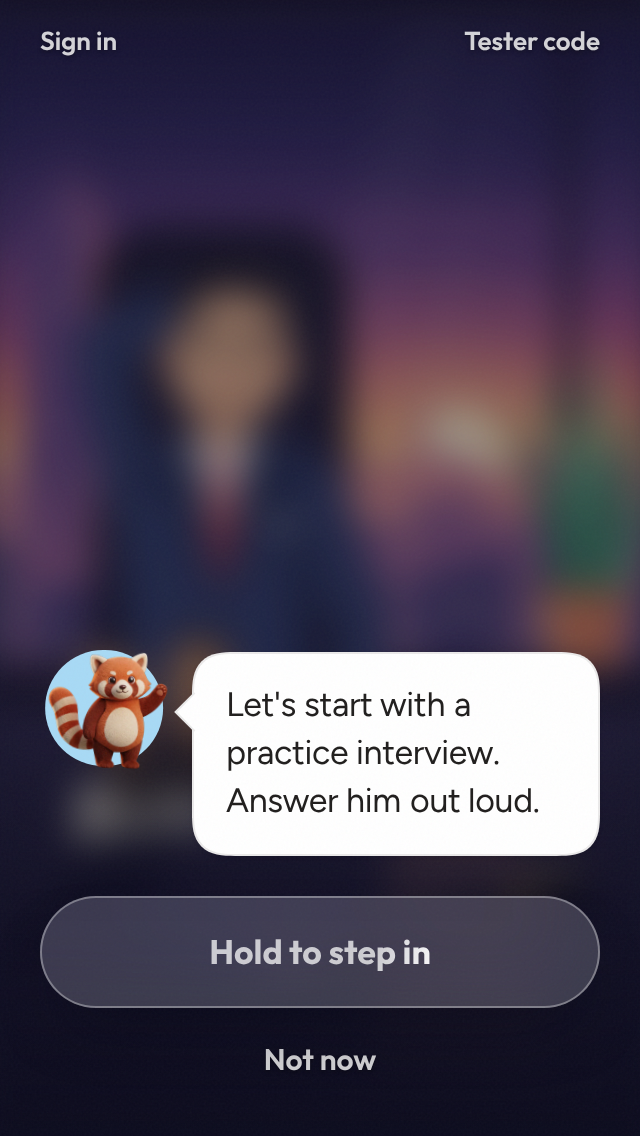 Sign in
Tester code
Let's start with a
practice interview.
Answer him out loud.
Hold to step in
Not now